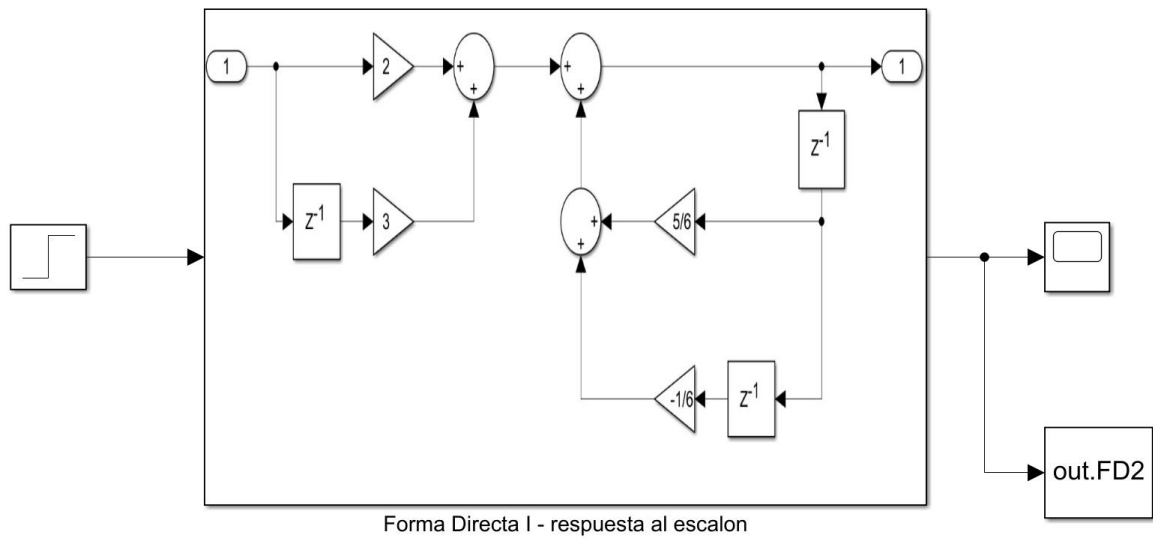 1
2
+
+
+
+
1
z-1
z-1
3
+
+
5/6
-1/6
z-1
out.FD2
Forma Directa I - respuesta al escalon